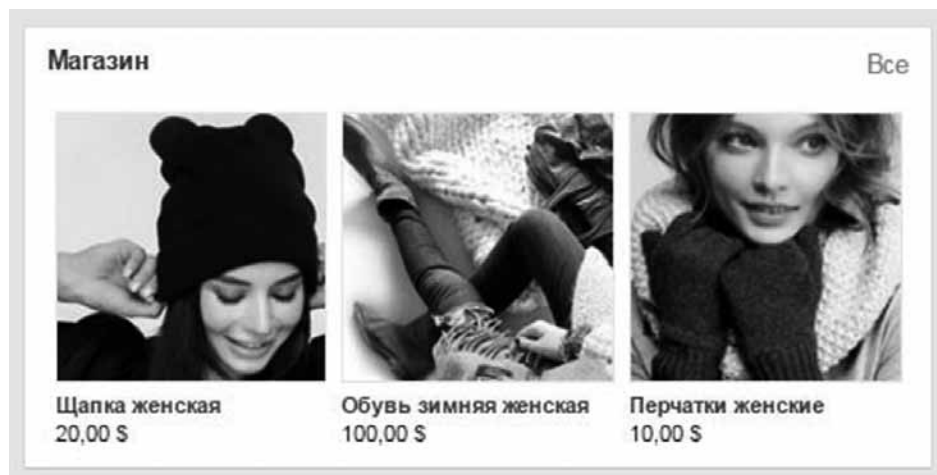 Магазин
Все
Щапка женская
20,00 $
Обувь зимняя женская
100,00 $
Перчатки женские
10,00 $